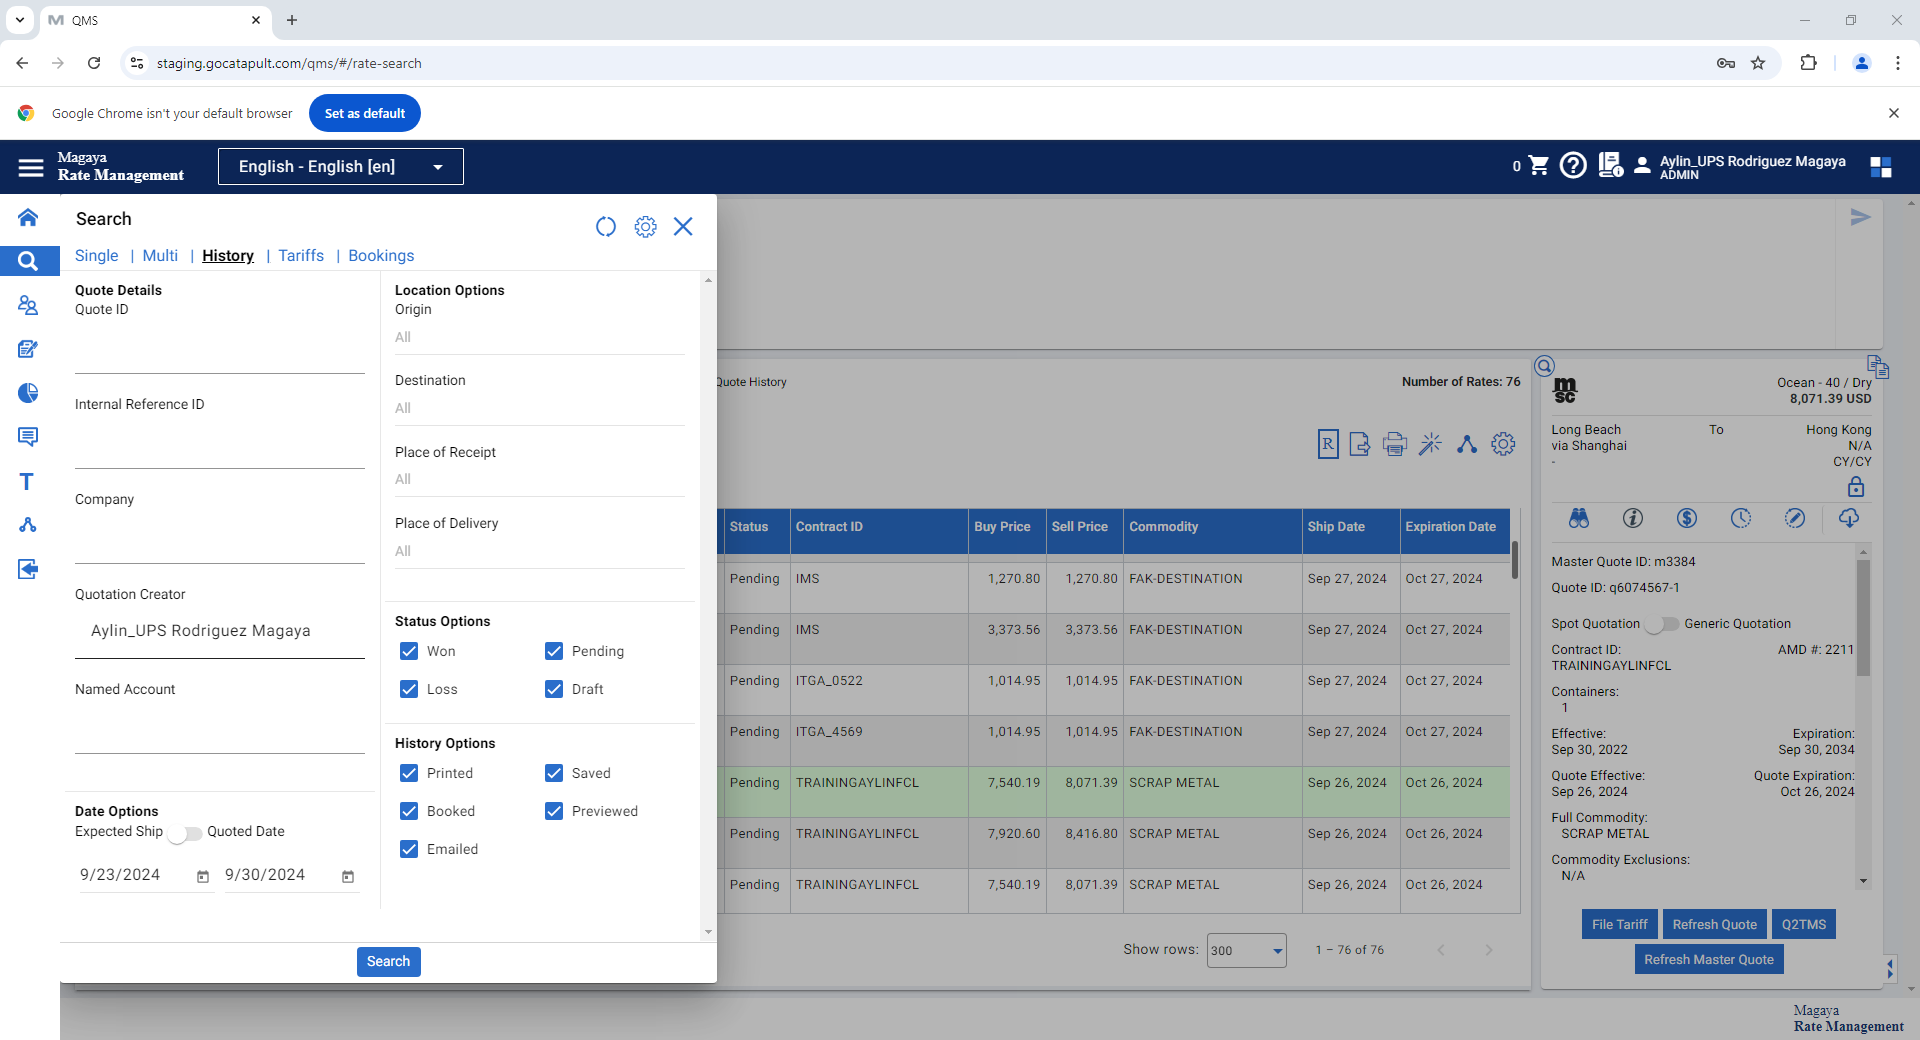 QMS
staging.gocatapult.com/qms/#/rate-search
Google Chrome isn't your default browser
Set as default
Magaya
Rate Management
English - English [en]
0
Aylin_UPS Rodriguez Magaya
ADMIN
Search
Single | Multi | History | Tariffs | Bookings
Quote Details
Quote ID
Internal Reference ID
Company
Quotation Creator
Aylin_UPS Rodriguez Magaya
Named Account
Date Options
Expected Ship Quoted Date
9/23/2024 9/30/2024
Location Options
Origin
All
Destination
All
Place of Receipt
All
Place of Delivery
All
Status Options
Won Pending
Loss Draft
History Options
Printed Saved
Booked Previewed
Emailed
Search
Quote History
Number of Rates: 76
R
Status Contract ID Buy Price Sell Price Commodity Ship Date Expiration Date
Pending IMS 1,270.80 1,270.80 FAK-DESTINATION Sep 27, 2024 Oct 27, 2024
Pending IMS 3,373.56 3,373.56 FAK-DESTINATION Sep 27, 2024 Oct 27, 2024
Pending ITGA_0522 1,014.95 1,014.95 FAK-DESTINATION Sep 27, 2024 Oct 27, 2024
Pending ITGA_4569 1,014.95 1,014.95 FAK-DESTINATION Sep 27, 2024 Oct 27, 2024
Pending TRAININGAYLINFCL 7,540.19 8,071.39 SCRAP METAL Sep 26, 2024 Oct 26, 2024
Pending TRAININGAYLINFCL 7,920.60 8,416.80 SCRAP METAL Sep 26, 2024 Oct 26, 2024
Pending TRAININGAYLINFCL 7,540.19 8,071.39 SCRAP METAL Sep 26, 2024 Oct 26, 2024
Show rows: 300 1 – 76 of 76
msc
Ocean - 40 / Dry
8,071.39 USD
Long Beach To Hong Kong
via Shanghai N/A
- CY/CY
Master Quote ID: m3384
Quote ID: q6074567-1
Spot Quotation Generic Quotation
Contract ID: AMD #: 2211
TRAININGAYLINFCL
Containers:
1
Effective: Expiration:
Sep 30, 2022 Sep 30, 2034
Quote Effective: Quote Expiration:
Sep 26, 2024 Oct 26, 2024
Full Commodity:
SCRAP METAL
Commodity Exclusions:
N/A
File Tariff Refresh Quote Q2TMS
Refresh Master Quote
Magaya
Rate Management